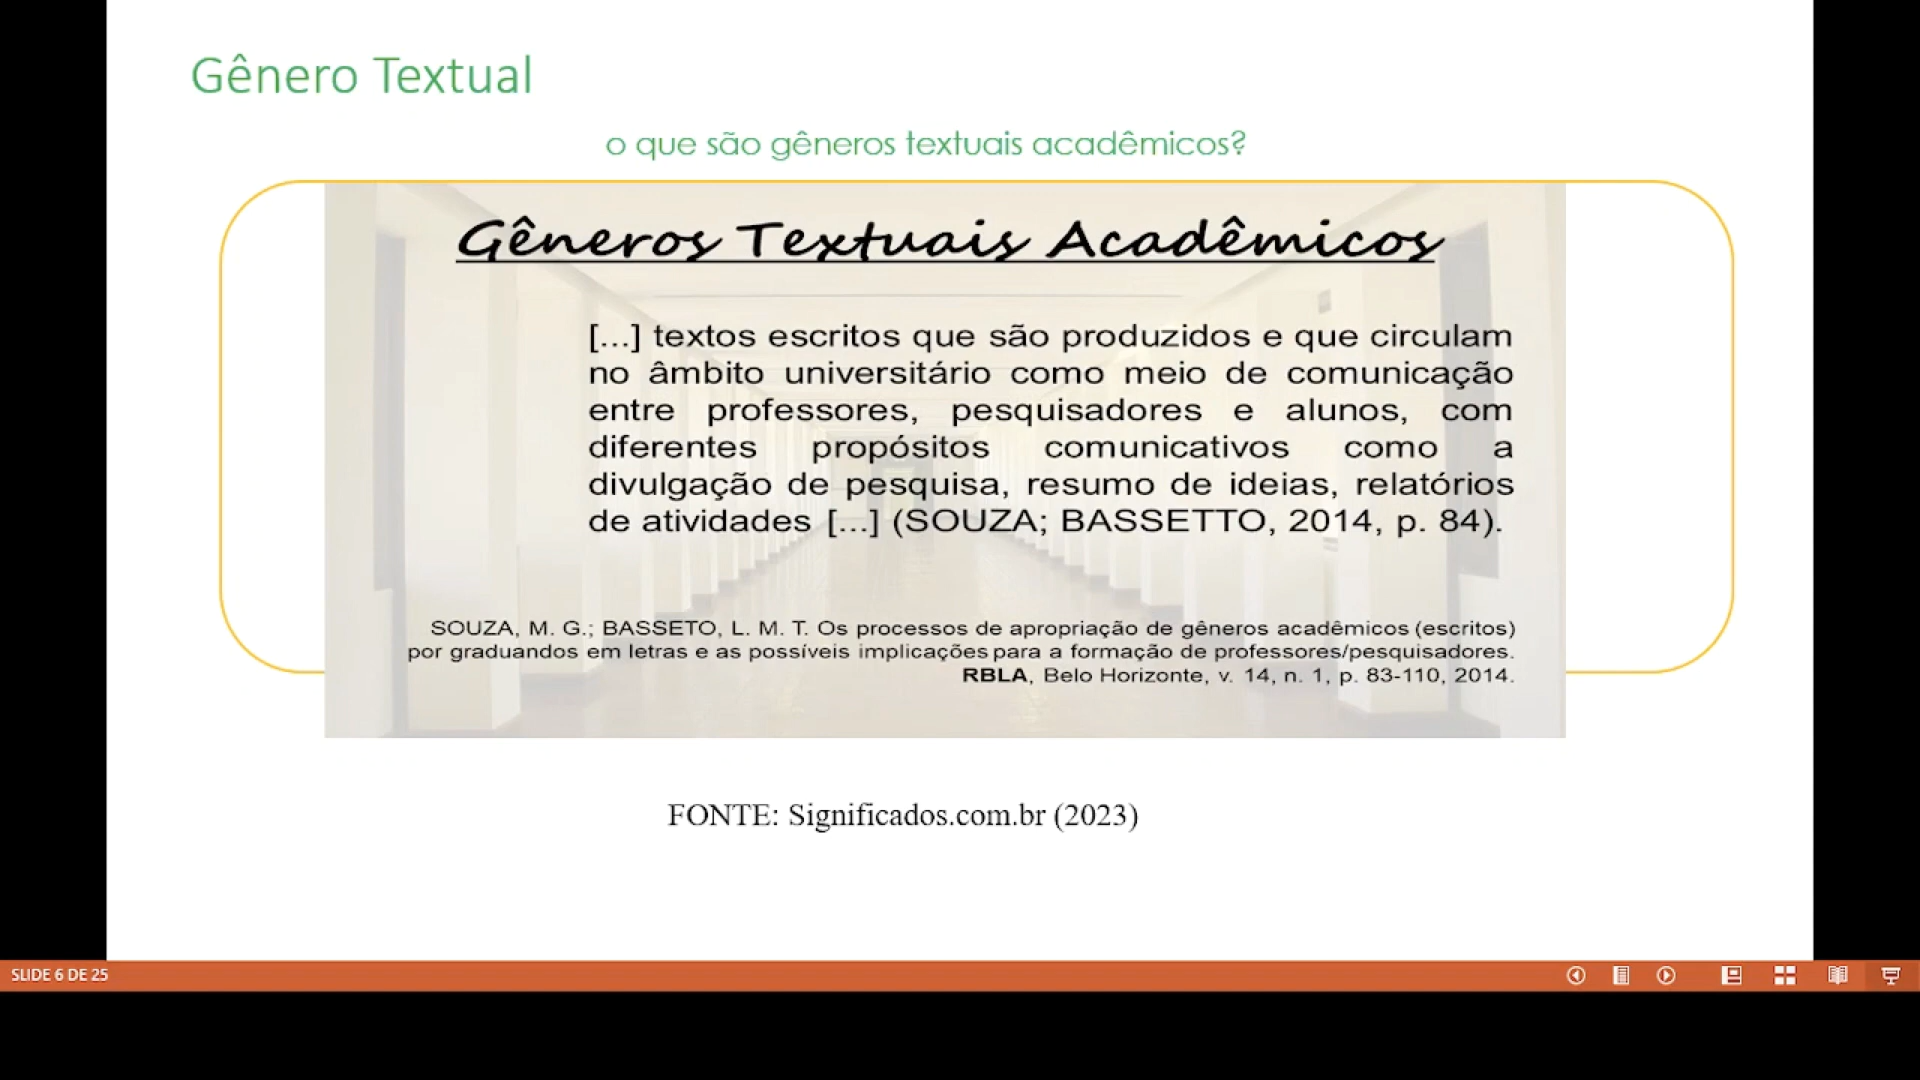 Gênero Textual
o que são gêneros textuais acadêmicos?
Gêneros Textuais Acadêmicos
[...] textos escritos que são produzidos e que circulam
no âmbito universitário como meio de comunicação
entre professores, pesquisadores e alunos, com
diferentes propósitos comunicativos como a
divulgação de pesquisa, resumo de ideias, relatórios
de atividades [...] (SOUZA; BASSETTO, 2014, p. 84).
SOUZA, M. G.; BASSETO, L. M. T. Os processos de apropriação de gêneros acadêmicos (escritos)
por graduandos em letras e as possíveis implicações para a formação de professores/pesquisadores.
RBLA, Belo Horizonte, v. 14, n. 1, p. 83-110, 2014.
FONTE: Significados.com.br (2023)
SLIDE 6 DE 25